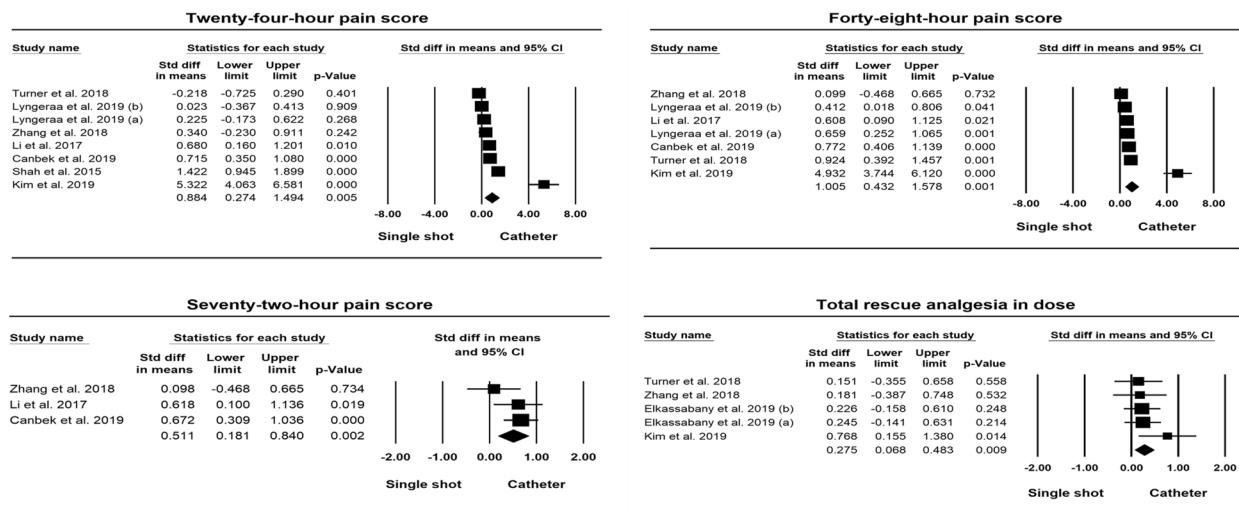 Twenty-four-hour pain score
Study name Statistics for each study Std diff in means and 95% CI
Std diff Lower Upper
in means limit limit p-Value
Turner et al. 2018 -0.218 -0.725 0.290 0.401
Lyngeraa et al. 2019 (b) 0.023 -0.367 0.413 0.909
Lyngeraa et al. 2019 (a) 0.225 -0.173 0.622 0.268
Zhang et al. 2018 0.340 -0.230 0.911 0.242
Li et al. 2017 0.680 0.160 1.201 0.010
Canbek et al. 2019 0.715 0.350 1.080 0.000
Shah et al. 2015 1.422 0.945 1.899 0.000
Kim et al. 2019 5.322 4.063 6.581 0.000
0.884 0.274 1.494 0.005
-8.00 -4.00 0.00 4.00 8.00
Single shot Catheter
Forty-eight-hour pain score
Study name Statistics for each study Std diff in means and 95% CI
Std diff Lower Upper
in means limit limit p-Value
Zhang et al. 2018 0.099 -0.468 0.665 0.732
Lyngeraa et al. 2019 (b) 0.412 0.018 0.806 0.041
Li et al. 2017 0.608 0.090 1.125 0.021
Lyngeraa et al. 2019 (a) 0.659 0.252 1.065 0.001
Canbek et al. 2019 0.772 0.406 1.139 0.000
Turner et al. 2018 0.924 0.392 1.457 0.001
Kim et al. 2019 4.932 3.744 6.120 0.000
1.005 0.432 1.578 0.001
-8.00 -4.00 0.00 4.00 8.00
Single shot Catheter
Seventy-two-hour pain score
Study name Statistics for each study Std diff in means
and 95% CI
Std diff Lower Upper
in means limit limit p-Value
Zhang et al. 2018 0.098 -0.468 0.665 0.734
Li et al. 2017 0.618 0.100 1.136 0.019
Canbek et al. 2019 0.672 0.309 1.036 0.000
0.511 0.181 0.840 0.002
-2.00 -1.00 0.00 1.00 2.00
Single shot Catheter
Total rescue analgesia in dose
Study name Statistics for each study Std diff in means and 95% CI
Std diff Lower Upper
in means limit limit p-Value
Turner et al. 2018 0.151 -0.355 0.658 0.558
Zhang et al. 2018 0.181 -0.387 0.748 0.532
Elkassabany et al. 2019 (b) 0.226 -0.158 0.610 0.248
Elkassabany et al. 2019 (a) 0.245 -0.141 0.631 0.214
Kim et al. 2019 0.768 0.155 1.380 0.014
0.275 0.068 0.483 0.009
-2.00 -1.00 0.00 1.00 2.00
Single shot Catheter